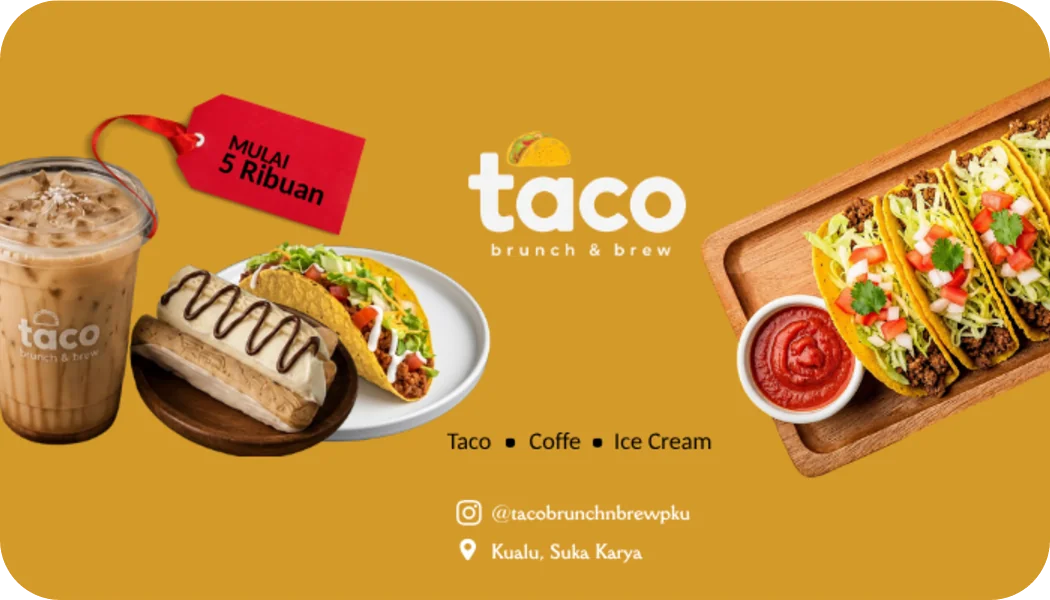 MULAI
5 Ribuan
taco
brunch & brew
taco
brunch & brew
Taco • Coffe • Ice Cream
@tacobrunchnbrewpku
Kualu, Suka Karya